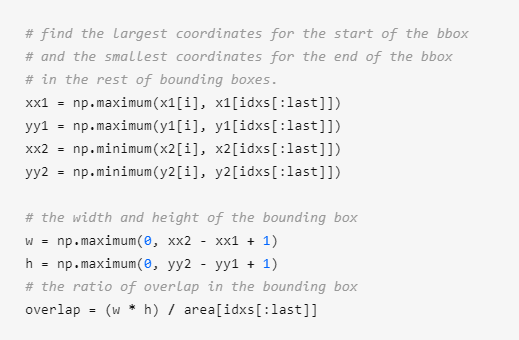 # find the largest coordinates for the start of the bbox
# and the smallest coordinates for the end of the bbox
# in the rest of bounding boxes.
xx1 = np.maximum(x1[i], x1[idxs[:last]])
yy1 = np.maximum(y1[i], y1[idxs[:last]])
xx2 = np.minimum(x2[i], x2[idxs[:last]])
yy2 = np.minimum(y2[i], y2[idxs[:last]])
# the width and height of the bounding box
w = np.maximum(0, xx2 - xx1 + 1)
h = np.maximum(0, yy2 - yy1 + 1)
# the ratio of overlap in the bounding box
overlap = (w * h) / area[idxs[:last]]